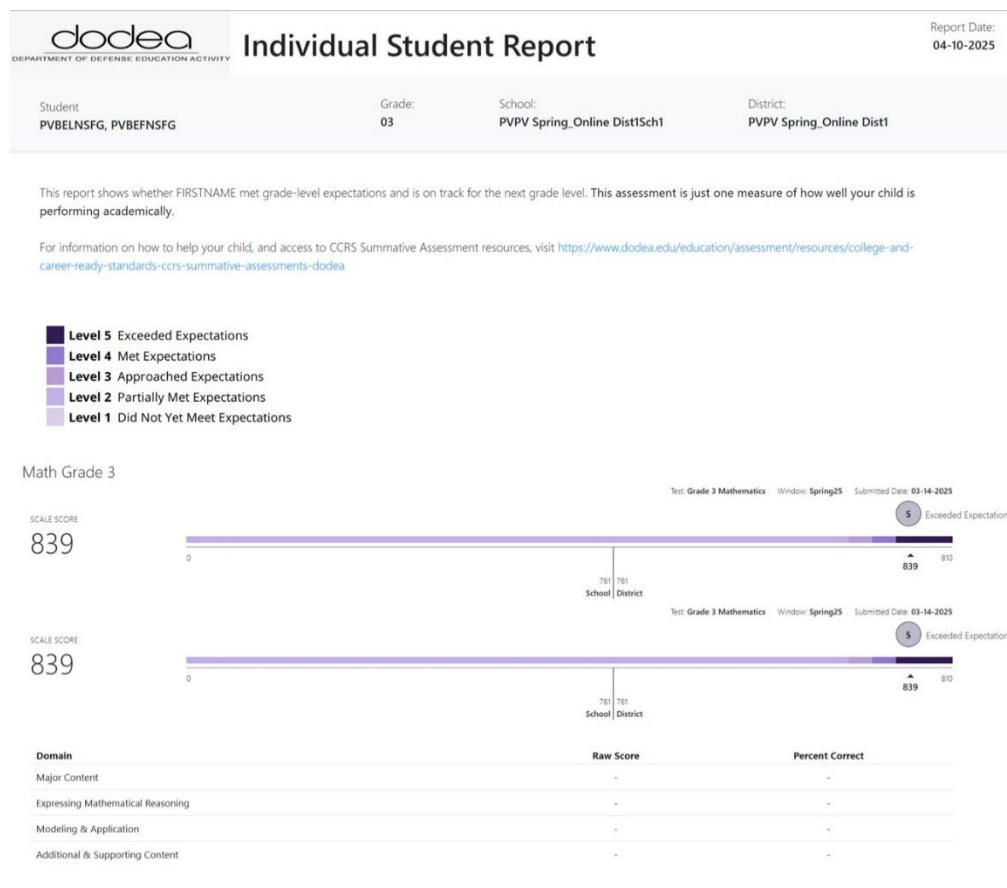 dodea
DEPARTMENT OF DEFENSE EDUCATION ACTIVITY
Individual Student Report
Report Date:
04-10-2025
Student
PVBELNSFG, PVBEFNSFG
Grade:
03
School:
PVPV Spring_Online Dist1Sch1
District:
PVPV Spring_Online Dist1
This report shows whether FIRSTNAME met grade-level expectations and is on track for the next grade level. This assessment is just one measure of how well your child is
performing academically.
For information on how to help your child, and access to CCRS Summative Assessment resources, visit https://www.dodea.edu/education/assessment/resources/college-and-
career-ready-standards-ccrs-summative-assessments-dodea
Level 5 Exceeded Expectations
Level 4 Met Expectations
Level 3 Approached Expectations
Level 2 Partially Met Expectations
Level 1 Did Not Yet Meet Expectations
Math Grade 3
Test: Grade 3 Mathematics Window: Spring25 Submitted Date: 03-14-2025
5 Exceeded Expectation
SCALE SCORE
839
0
839
810
761 761
School District
Test: Grade 3 Mathematics Window: Spring25 Submitted Date: 03-14-2025
5 Exceeded Expectation
SCALE SCORE
839
0
839
810
761 761
School District
Domain Raw Score Percent Correct
Major Content - -
Expressing Mathematical Reasoning - -
Modeling & Application - -
Additional & Supporting Content - -